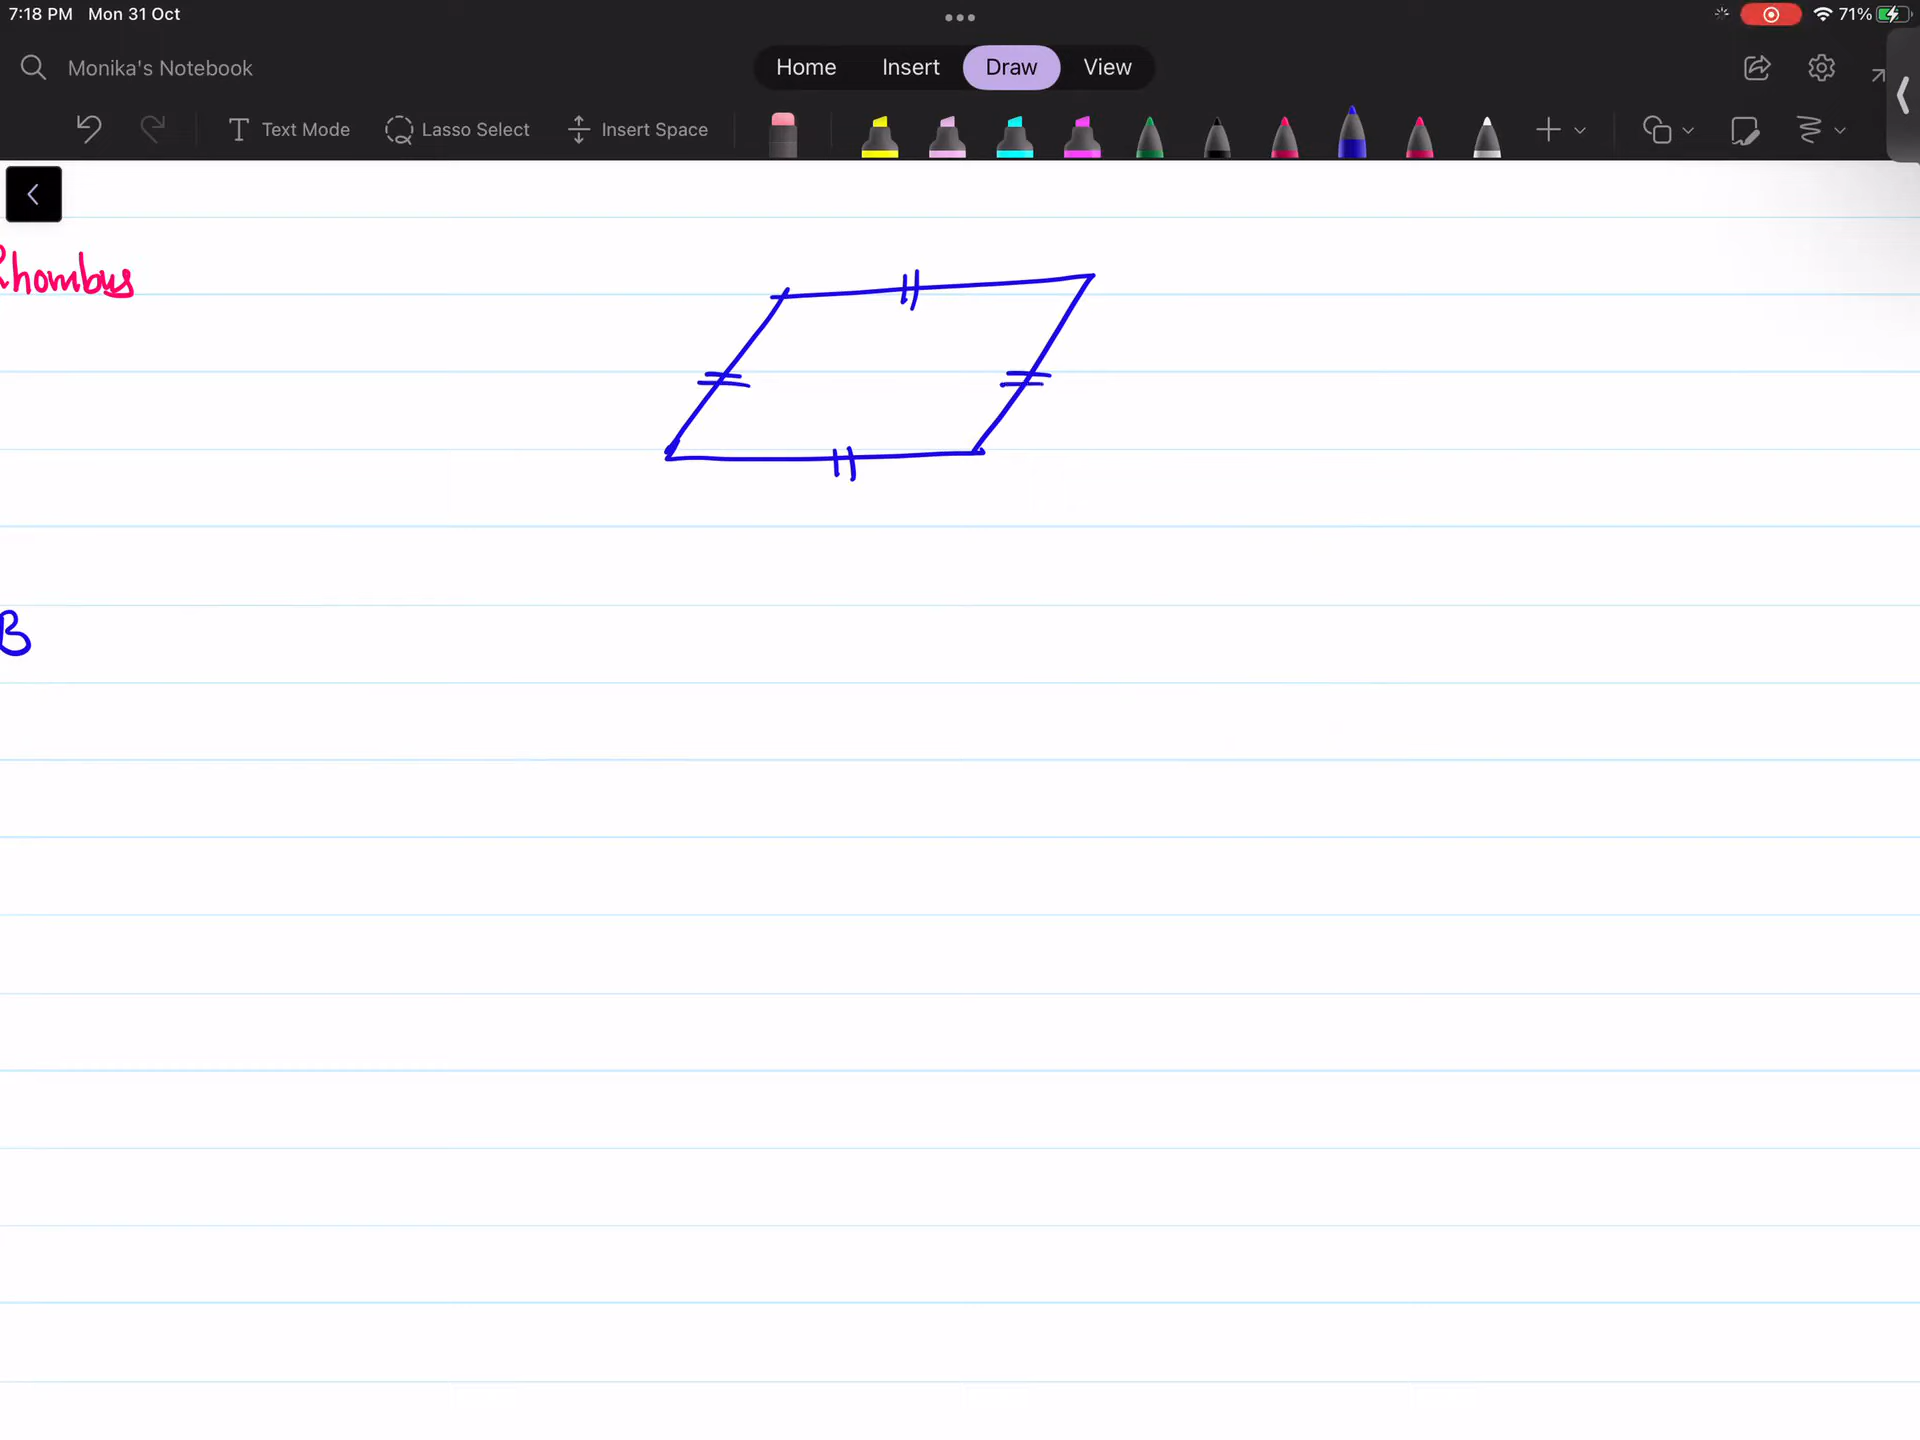 7:18 PM Mon 31 Oct 71%
Monika's Notebook Home Insert Draw View
Text Mode Lasso Select Insert Space
Rhombus
B